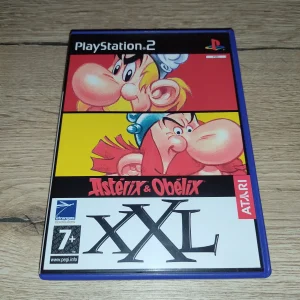 PlayStation 2
Astérix & Obélix
XXL
ATARI
7+
www.pegi.info